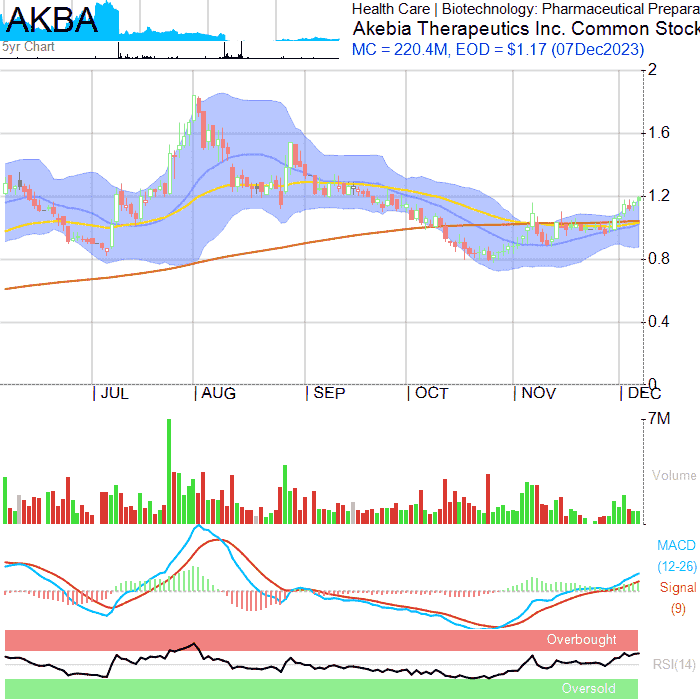 AKBA
5yr Chart
Health Care | Biotechnology: Pharmaceutical Prepara
Akebia Therapeutics Inc. Common Stock
MC = 220.4M, EOD = $1.17 (07Dec2023)
2
1.6
1.2
0.8
0.4
0
JUL
AUG
SEP
OCT
NOV
DEC
7M
Volume
MACD
(12-26)
Signal
(9)
Overbought
RSI(14)
Oversold